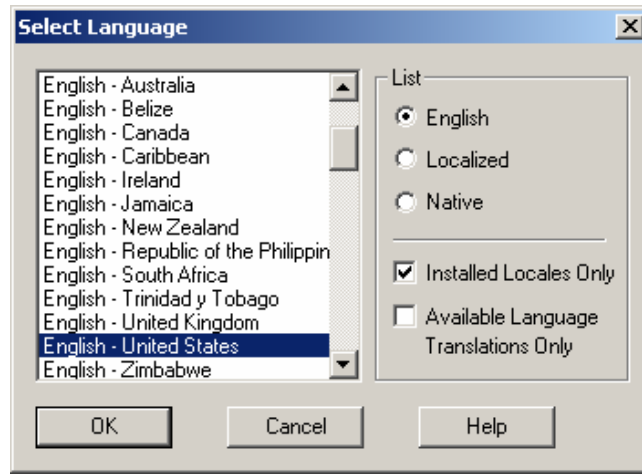 Select Language
English - Australia
English - Belize
English - Canada
English - Caribbean
English - Ireland
English - Jamaica
English - New Zealand
English - Republic of the Philippin
English - South Africa
English - Trinidad y Tobago
English - United Kingdom
English - United States
English - Zimbabwe
List
English
Localized
Native
Installed Locales Only
Available Language
Translations Only
OK
Cancel
Help